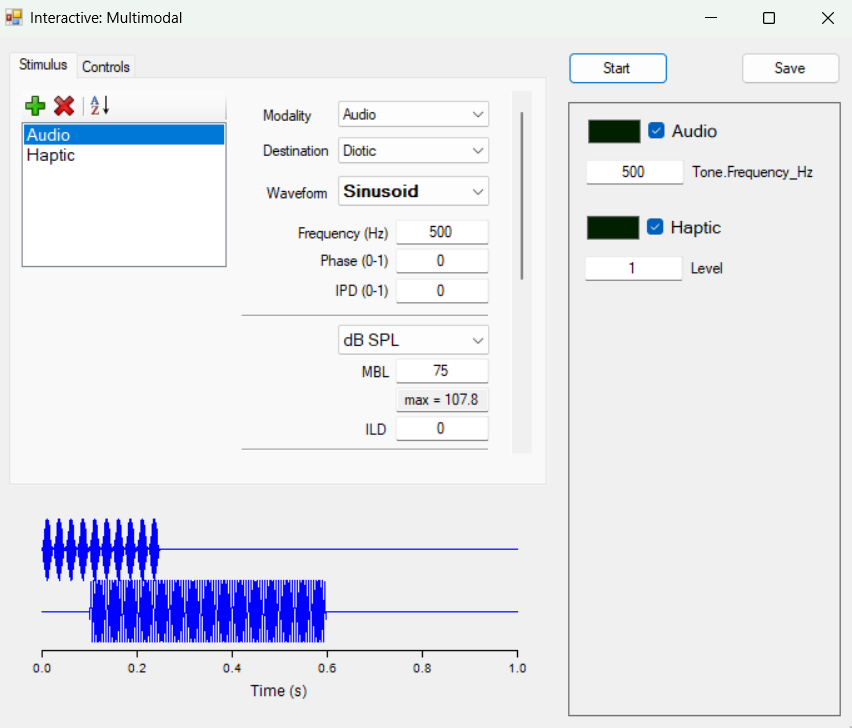 Interactive: Multimodal
Stimulus Controls
Start Save
A
Z
Audio
Haptic
Modality Audio
Destination Diotic
Waveform Sinusoid
Frequency (Hz) 500
Phase (0-1) 0
IPD (0-1) 0
dB SPL
MBL 75
max = 107.8
ILD 0
Audio
500 Tone.Frequency_Hz
Haptic
1 Level
0.0 0.2 0.4 0.6 0.8 1.0
Time (s)